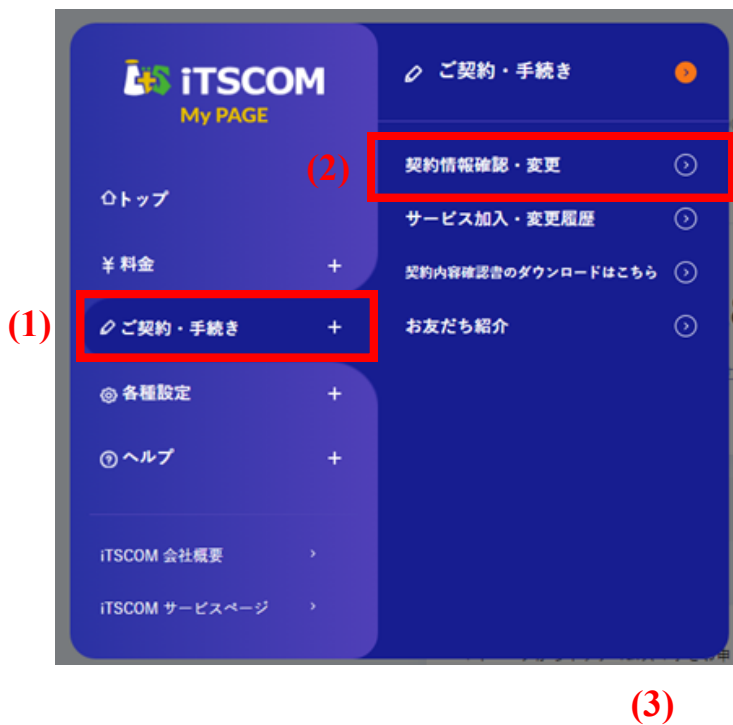 iTSCOM
My PAGE
トップ
¥ 料金 +
ご契約・手続き +
各種設定 +
ヘルプ +
iTSCOM 会社概要 >
iTSCOM サービスページ >
ご契約・手続き
契約情報確認・変更
サービス加入・変更履歴
契約内容確認書のダウンロードはこちら
お友だち紹介
(1)
(2)
(3)